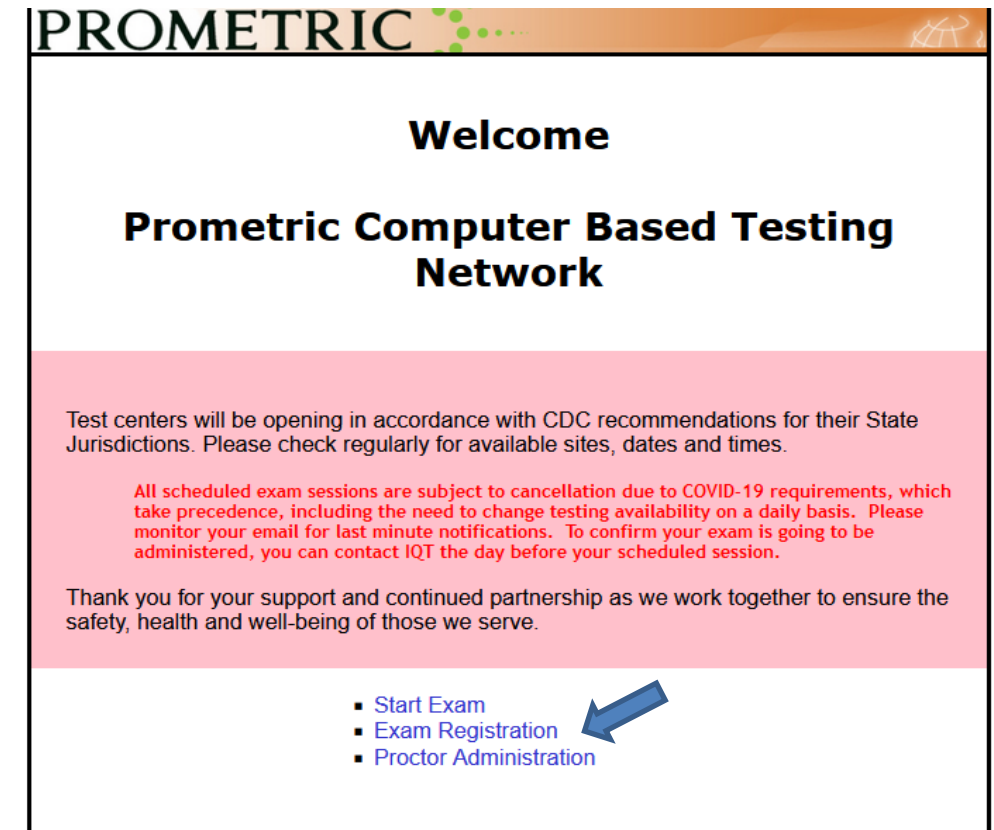 PROMETRIC
Welcome
Prometric Computer Based Testing
Network
Test centers will be opening in accordance with CDC recommendations for their State
Jurisdictions. Please check regularly for available sites, dates and times.
All scheduled exam sessions are subject to cancellation due to COVID-19 requirements, which
take precedence, including the need to change testing availability on a daily basis.  Please
monitor your email for last minute notifications.  To confirm your exam is going to be
administered, you can contact IQT the day before your scheduled session.
Thank you for your support and continued partnership as we work together to ensure the
safety, health and well-being of those we serve.
▪ Start Exam
▪ Exam Registration
▪ Proctor Administration